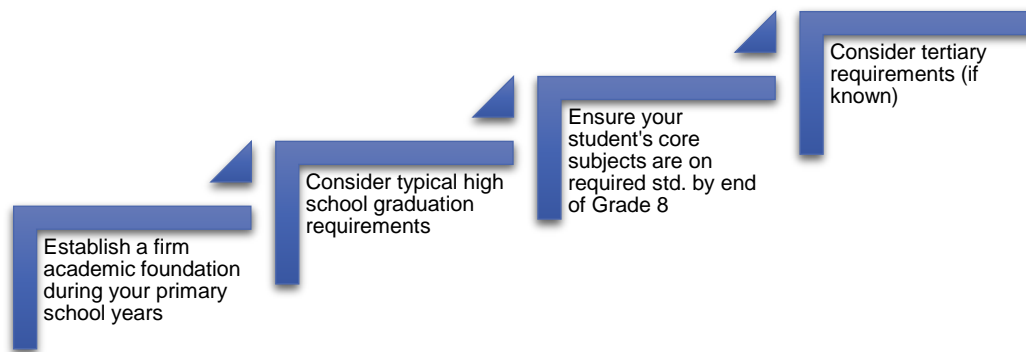 Establish a firm
academic foundation
during your primary
school years
Consider typical high
school graduation
requirements
Ensure your
student's core
subjects are on
required std. by end
of Grade 8
Consider tertiary
requirements (if
known)